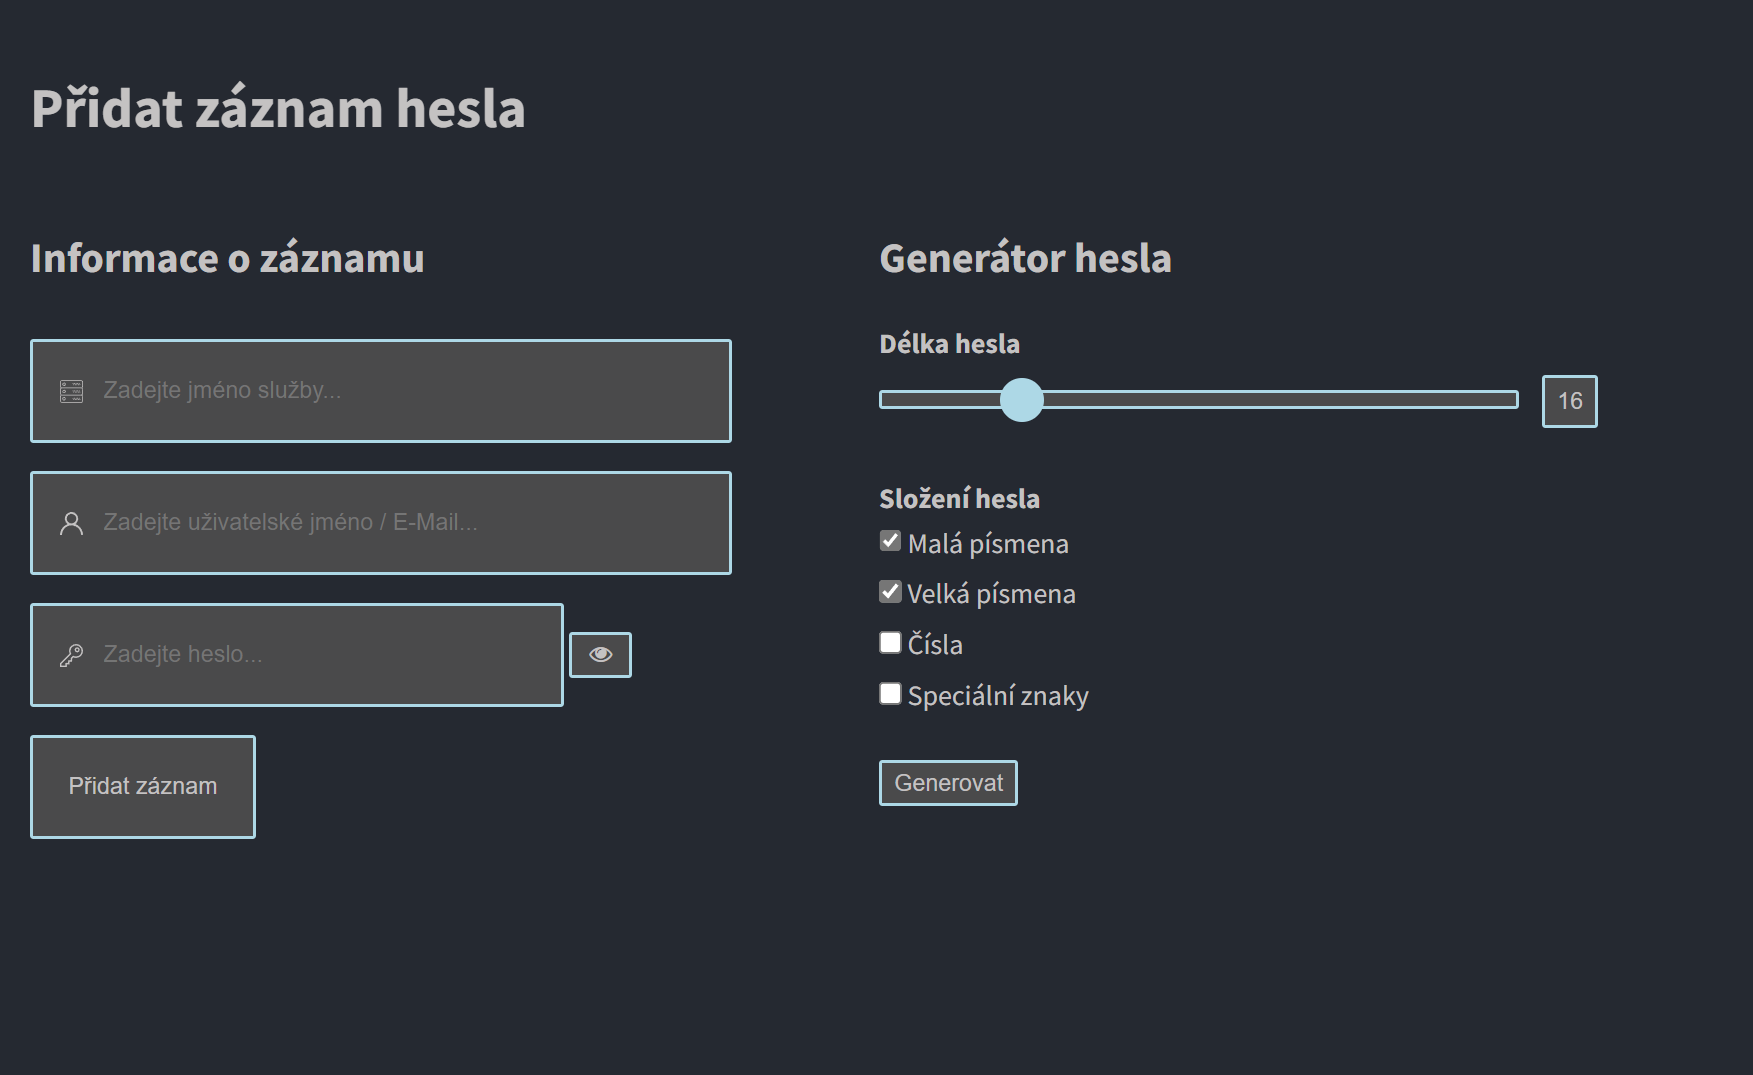 Přidat záznam hesla
Informace o záznamu
Zadejte jméno služby...
Zadejte uživatelské jméno / E-Mail...
Zadejte heslo...
Přidat záznam
Generátor hesla
Délka hesla
16
Složení hesla
Malá písmena
Velká písmena
Čísla
Speciální znaky
Generovat